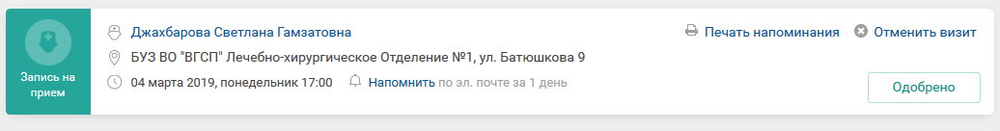 Запись на
прием
Джахбарова Светлана Гамзатовна
Печать напоминания
Отменить визит
БУЗ ВО "ВГСП" Лечебно-хирургическое Отделение №1, ул. Батюшкова 9
04 марта 2019, понедельник 17:00
Напомнить по эл. почте за 1 день
Одобрено